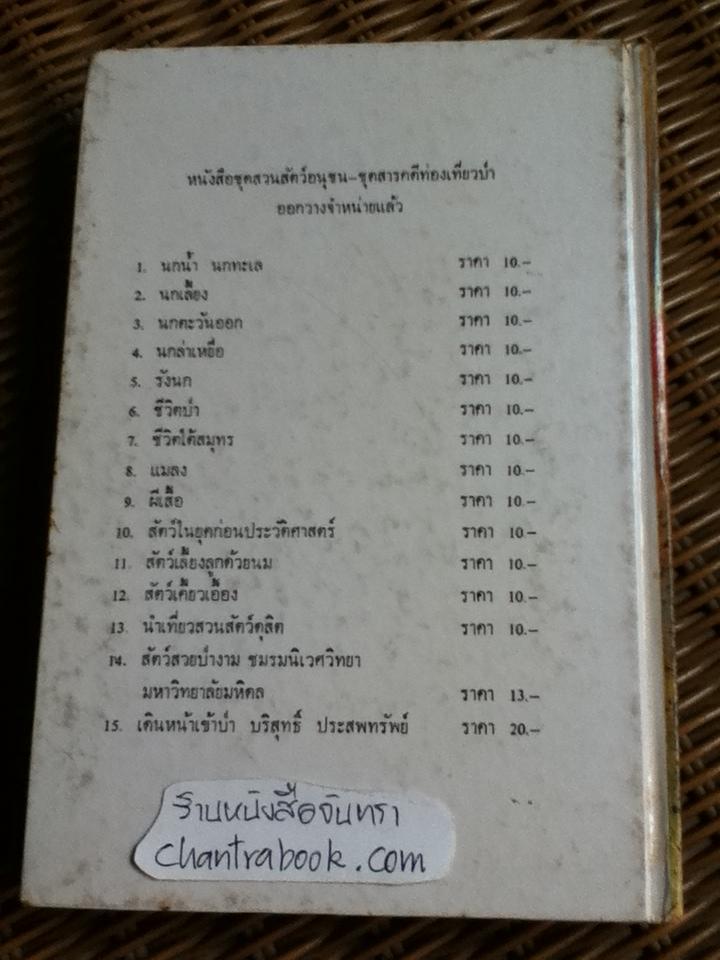 หนังสือชุดสวนสัตว์อนุชน-ชุดสารคดีท่องเที่ยวป่า
ออกวางจำหน่ายแล้ว
1. นกน้ำ นกทะเล ราคา 10.-
2. นกเลี้ยง ราคา 10.-
3. นกตะวันออก ราคา 10.-
4. นกล่าเหยื่อ ราคา 10.-
5. รังนก ราคา 10.-
6. ชีวิตป่า ราคา 10.-
7. ชีวิตใต้สมุทร ราคา 10.-
8. แมลง ราคา 10.-
9. ผีเสื้อ ราคา 10.-
10. สัตว์ในยุคก่อนประวัติศาสตร์ ราคา 10.-
11. สัตว์เลี้ยงลูกด้วยนม ราคา 10.-
12. สัตว์เคี้ยวเอื้อง ราคา 10.-
13. นำเที่ยวสวนสัตว์ดุสิต ราคา 10.-
14. สัตว์สวยป่างาม ชมรมนิเวศวิทยา
มหาวิทยาลัยมหิดล ราคา 13.-
15. เดินหน้าเข้าป่า บริสุทธิ์ ประสพทรัพย์ ราคา 20.-
ร้านหนังสือจันทรา
chantrabook.com